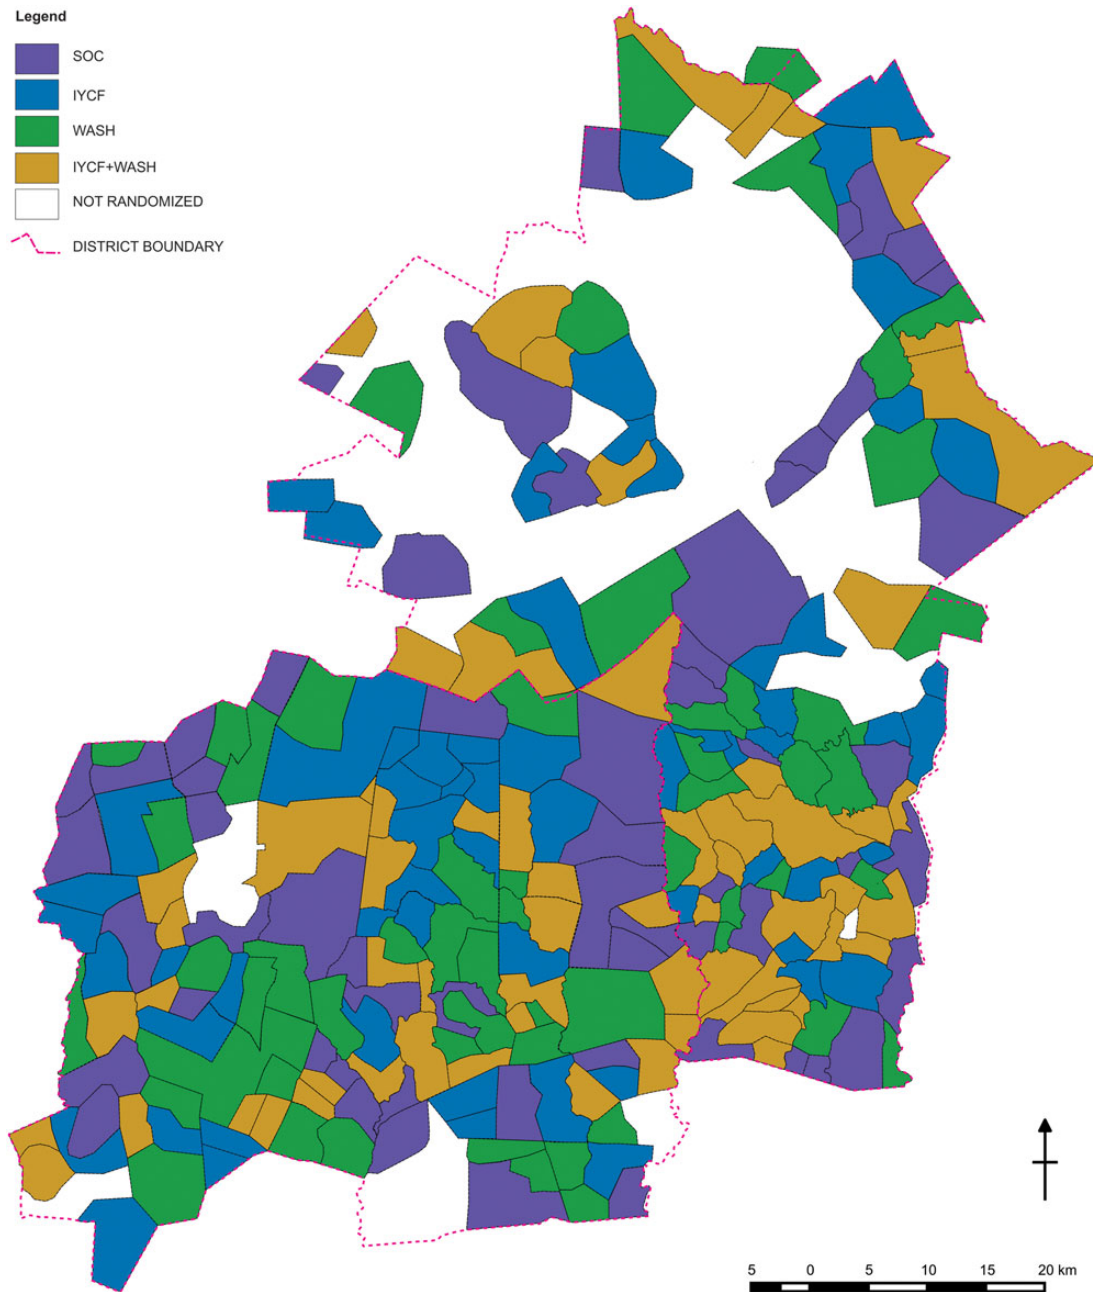 Legend
SOC
IYCF
WASH
IYCF+WASH
NOT RANDOMIZED
DISTRICT BOUNDARY
5 0 5 10 15 20 km